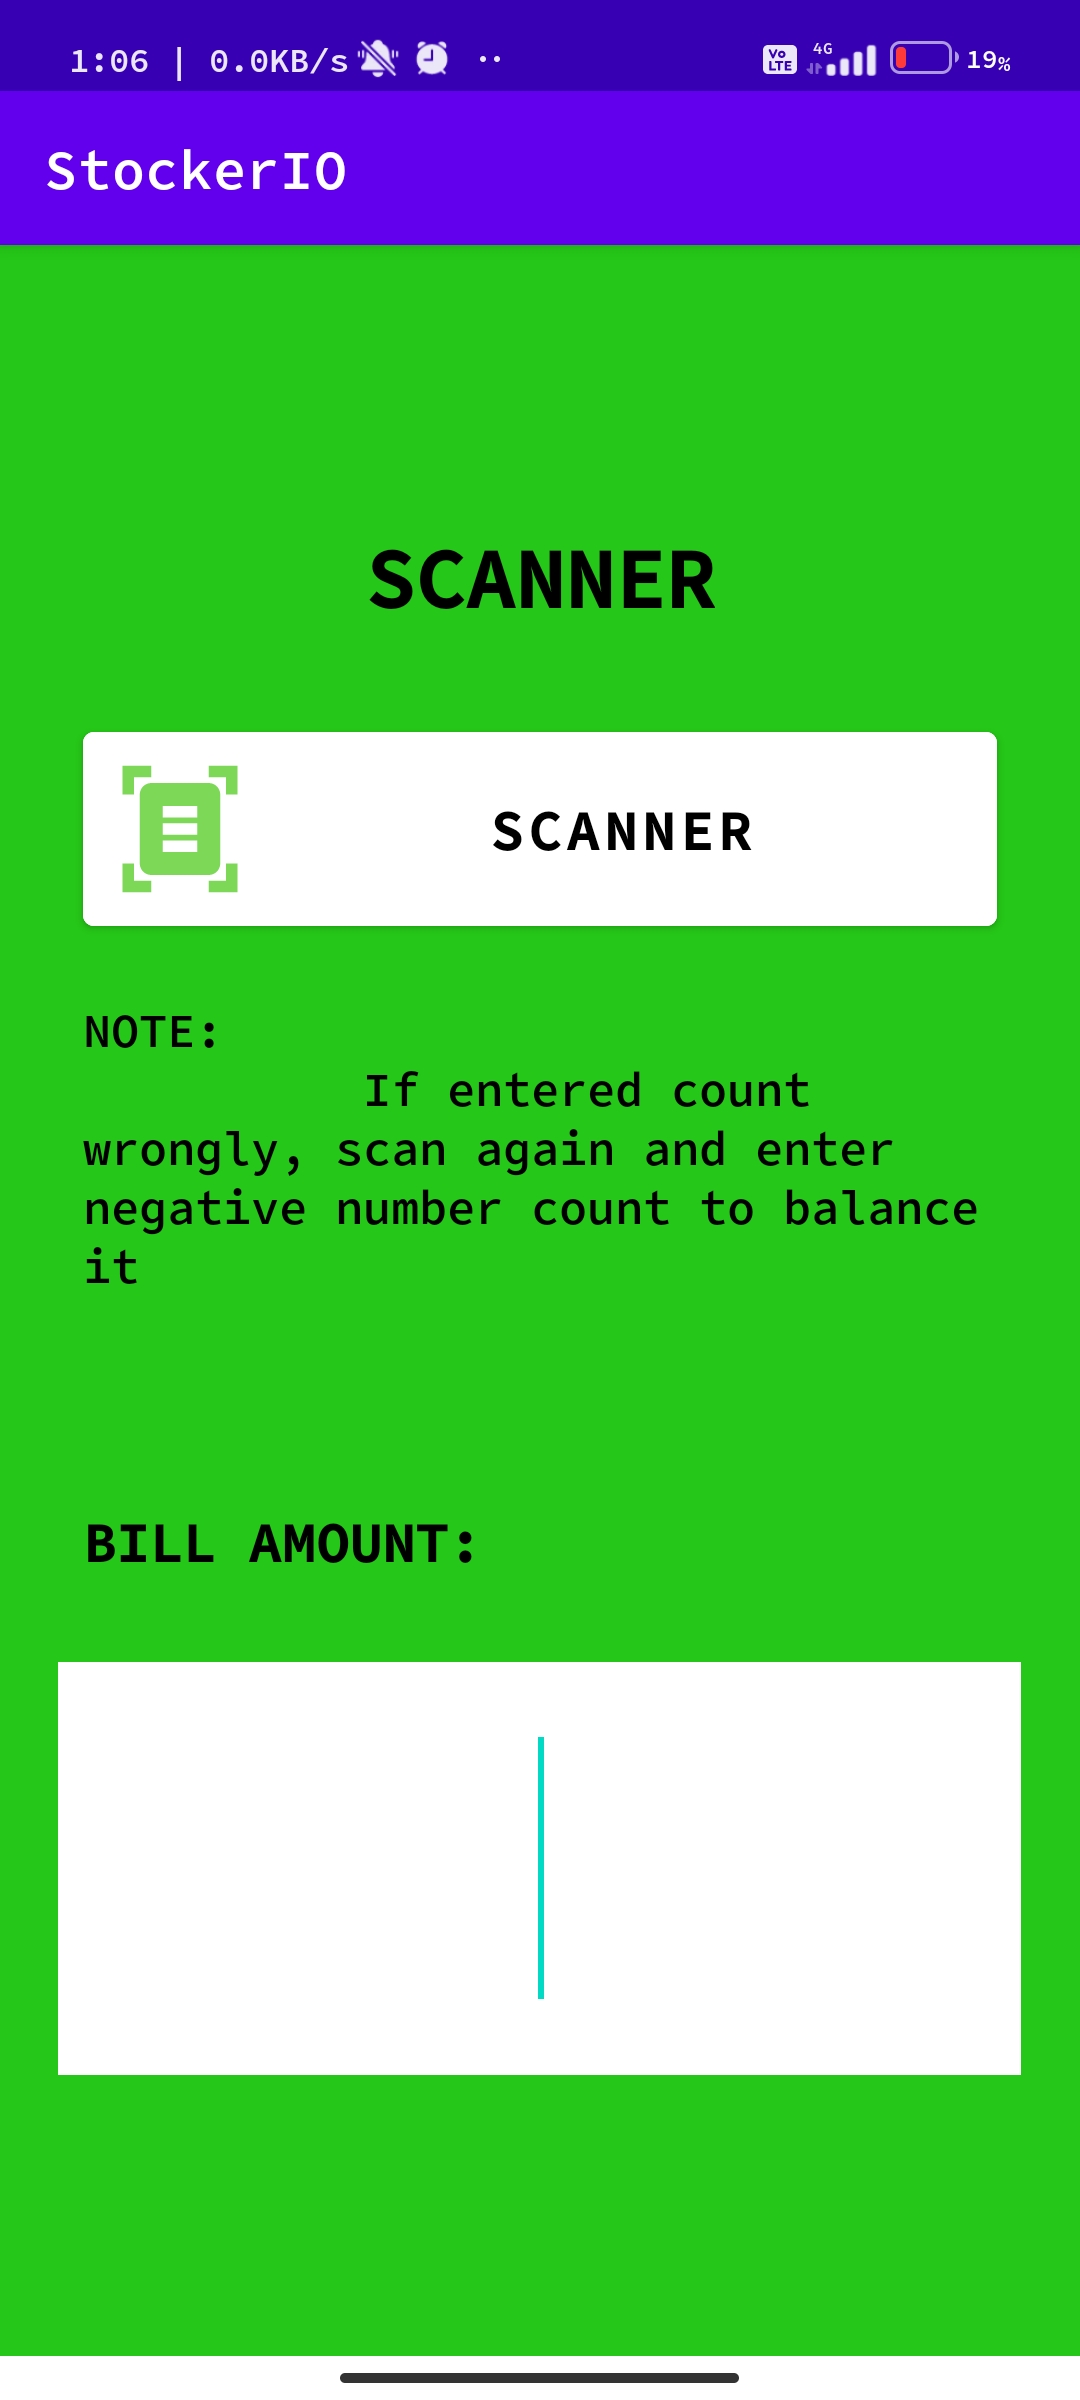 1:06 | 0.0KB/s
Vo LTE 4G 19%
StockerIO
SCANNER
SCANNER
NOTE:
If entered count
wrongly, scan again and enter
negative number count to balance
it
BILL AMOUNT: